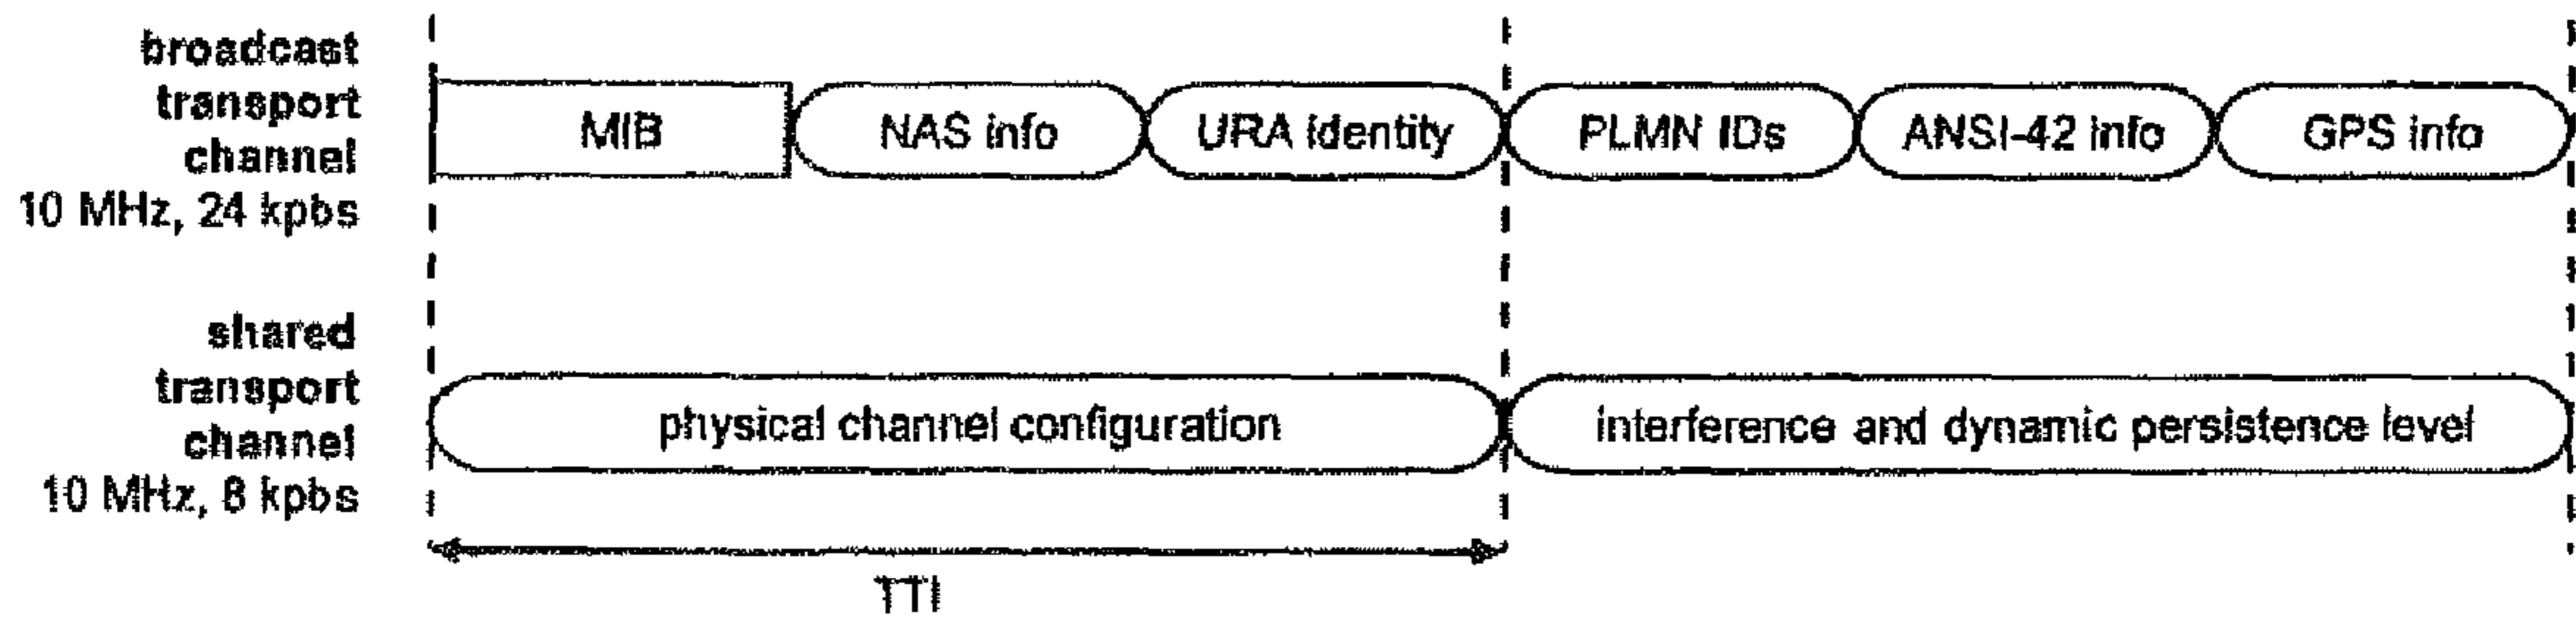 broadcast
transport
channel
10 MHz, 24 kpbs
MIB
NAS info
URA identity
PLMN IDs
ANSI-42 info
GPS info
shared
transport
channel
10 MHz, 8 kpbs
physical channel configuration
interference and dynamic persistence level
TTI